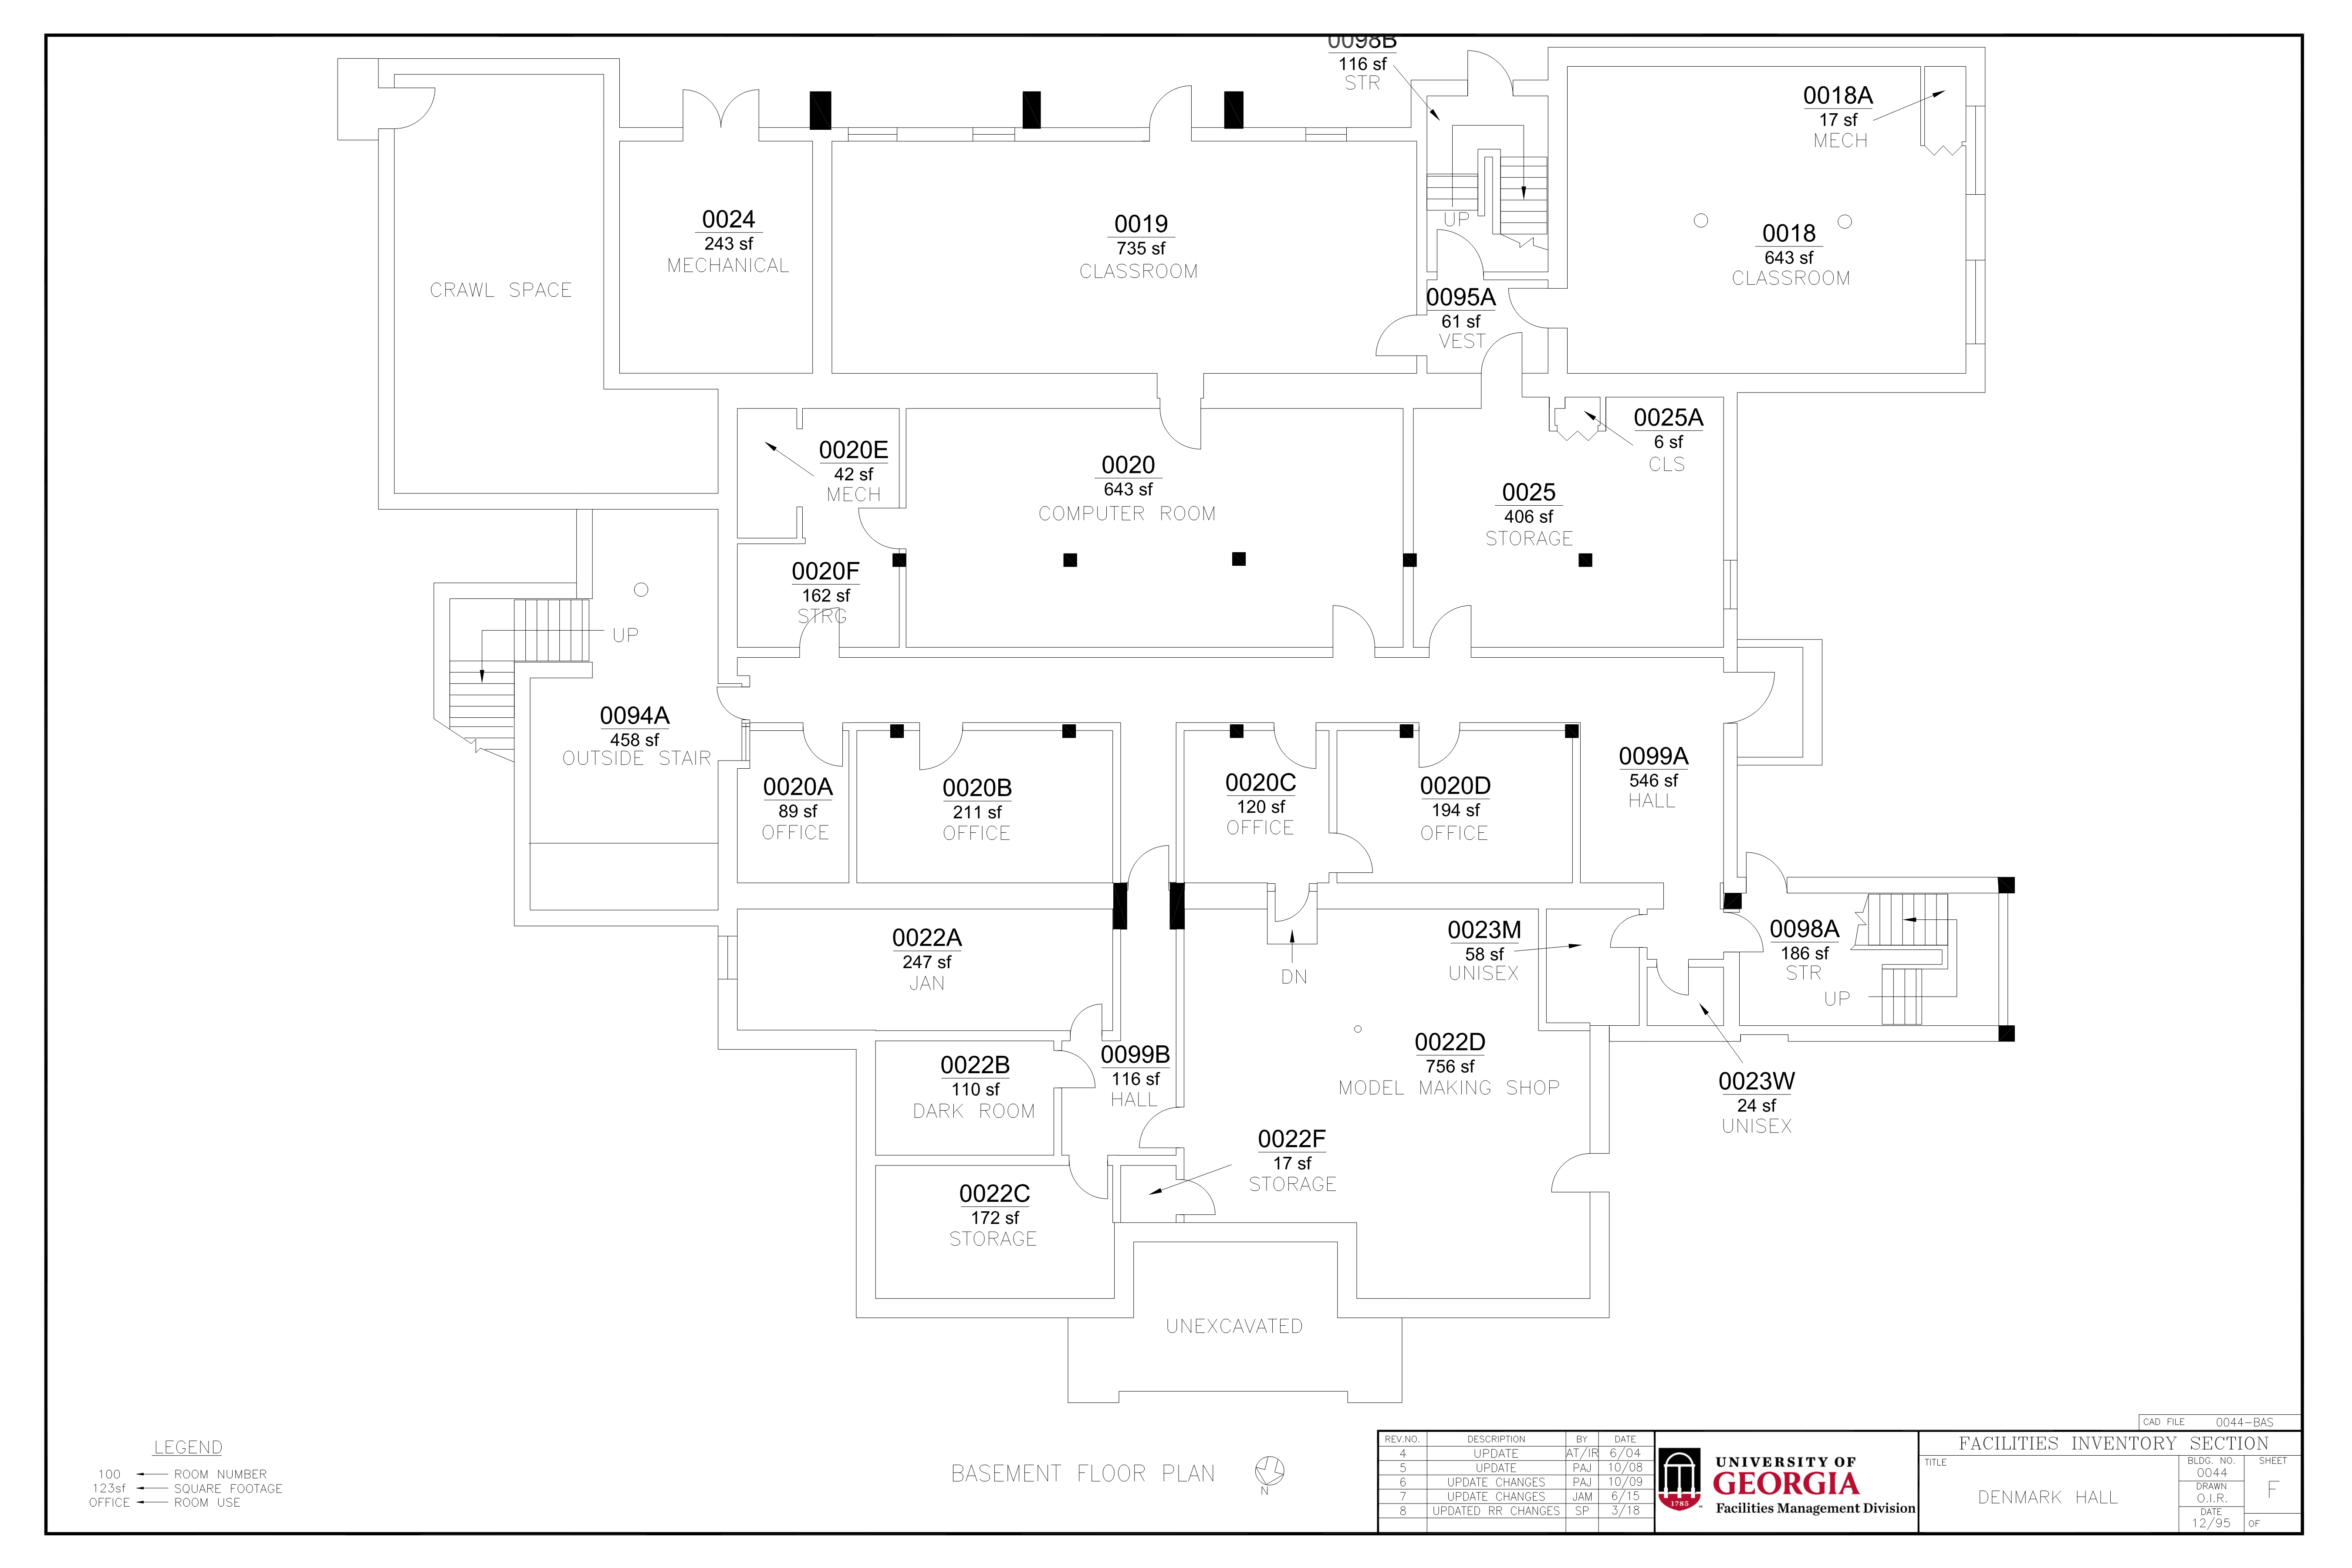 0098B
116 sf
STR
0018A
17 sf
MECH
0024
243 sf
MECHANICAL
0019
735 sf
CLASSROOM
UP
0018
643 sf
CLASSROOM
CRAWL SPACE
0095A
61 sf
VEST
0020E
42 sf
MECH
0020
643 sf
COMPUTER ROOM
0025A
6 sf
CLS
0025
406 sf
STORAGE
0020F
162 sf
STRG
UP
0094A
458 sf
OUTSIDE STAIR
0020A
89 sf
OFFICE
0020B
211 sf
OFFICE
0020C
120 sf
OFFICE
0020D
194 sf
OFFICE
0099A
546 sf
HALL
0022A
247 sf
JAN
DN
0023M
58 sf
UNISEX
0098A
186 sf
STR
UP
0022B
110 sf
DARK ROOM
0099B
116 sf
HALL
0022D
756 sf
MODEL MAKING SHOP
0023W
24 sf
UNISEX
0022F
17 sf
STORAGE
0022C
172 sf
STORAGE
UNEXCAVATED
LEGEND
100 ROOM NUMBER
123sf SQUARE FOOTAGE
OFFICE ROOM USE
BASEMENT FLOOR PLAN
N
REV.NO. DESCRIPTION BY DATE
4 UPDATE AT/IR 6/04
5 UPDATE PAJ 10/08
6 UPDATE CHANGES PAJ 10/09
7 UPDATE CHANGES JAM 6/15
8 UPDATED RR CHANGES SP 3/18
1785
UNIVERSITY OF
GEORGIA
Facilities Management Division
CAD FILE 0044-BAS
FACILITIES INVENTORY SECTION
TITLE
DENMARK HALL
BLDG. NO.
0044
DRAWN
O.I.R.
DATE
12/95
SHEET
F
OF